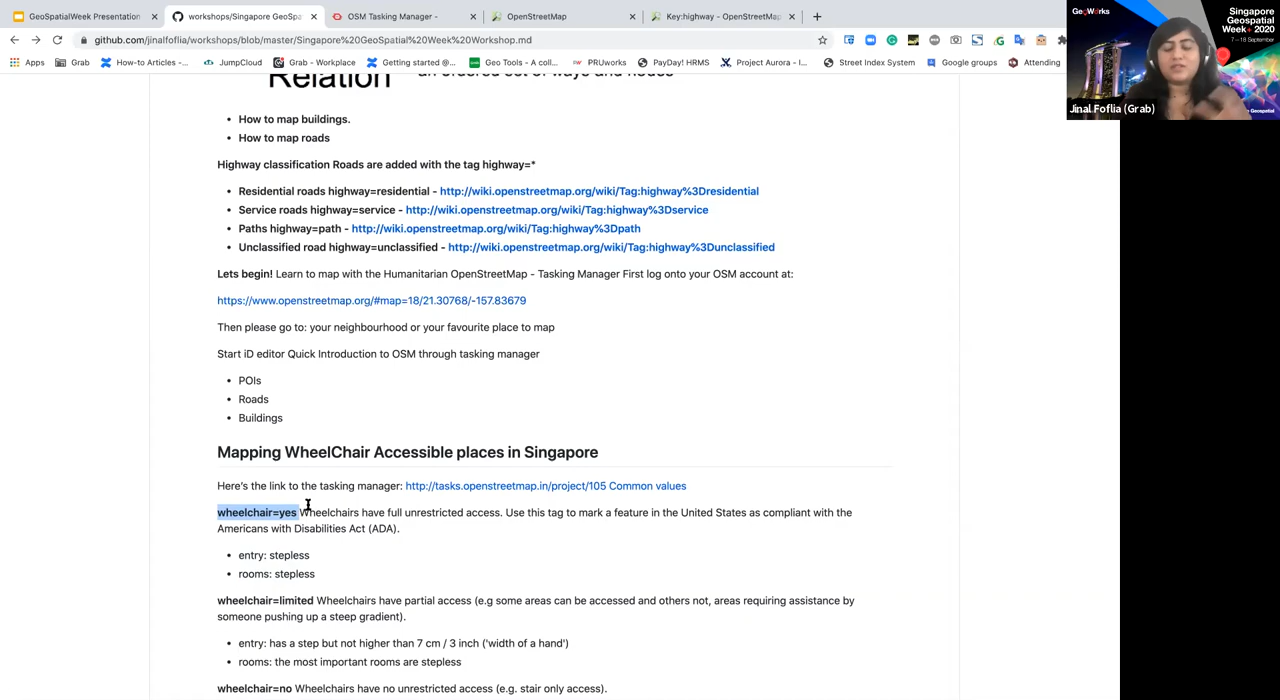 GeoSpatialWeek Presentation
workshops/Singapore GeoSpa
OSM Tasking Manager -
OpenStreetMap
Key:highway - OpenStreetMap
github.com/jinalfoflia/workshops/blob/master/Singapore%20GeoSpatial%20Week%20Workshop.md
Apps
Grab
How-to Articles -...
JumpCloud
Grab - Workplace
Getting started @...
Geo Tools - A coll...
PRUworks
PayDay! HRMS
Project Aurora - I...
Street Index System
Google groups
Attending
GeoWorks
Singapore
Geospatial
Week+ 2020
7 – 18 September
Jinal Foflia (Grab)
Relation - an ordered set of ways and nodes
How to map buildings.
How to map roads
Highway classification Roads are added with the tag highway=*
Residential roads highway=residential - http://wiki.openstreetmap.org/wiki/Tag:highway%3Dresidential
Service roads highway=service - http://wiki.openstreetmap.org/wiki/Tag:highway%3Dservice
Paths highway=path - http://wiki.openstreetmap.org/wiki/Tag:highway%3Dpath
Unclassified road highway=unclassified - http://wiki.openstreetmap.org/wiki/Tag:highway%3Dunclassified
Lets begin! Learn to map with the Humanitarian OpenStreetMap - Tasking Manager First log onto your OSM account at:
https://www.openstreetmap.org/#map=18/21.30768/-157.83679
Then please go to: your neighbourhood or your favourite place to map
Start iD editor Quick Introduction to OSM through tasking manager
POIs
Roads
Buildings
Mapping WheelChair Accessible places in Singapore
Here's the link to the tasking manager: http://tasks.openstreetmap.in/project/105 Common values
wheelchair=yes Wheelchairs have full unrestricted access. Use this tag to mark a feature in the United States as compliant with the
Americans with Disabilities Act (ADA).
entry: stepless
rooms: stepless
wheelchair=limited Wheelchairs have partial access (e.g some areas can be accessed and others not, areas requiring assistance by
someone pushing up a steep gradient).
entry: has a step but not higher than 7 cm / 3 inch ('width of a hand')
rooms: the most important rooms are stepless
wheelchair=no Wheelchairs have no unrestricted access (e.g. stair only access).